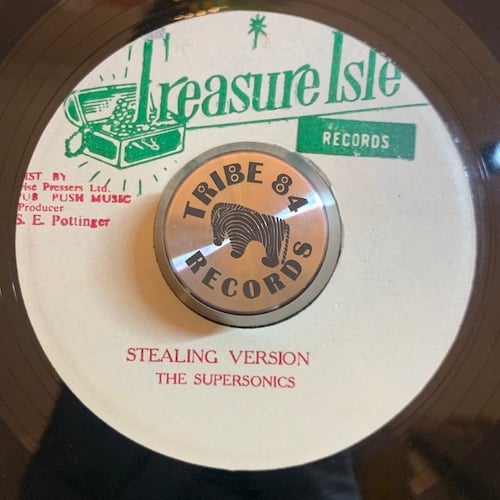 Treasure Isle
RECORDS
Pressers Ltd.
PUSH MUSIC
Producer
S. E. Pottinger
TRIBE 84
RECORDS
STEALING VERSION
THE SUPERSONICS